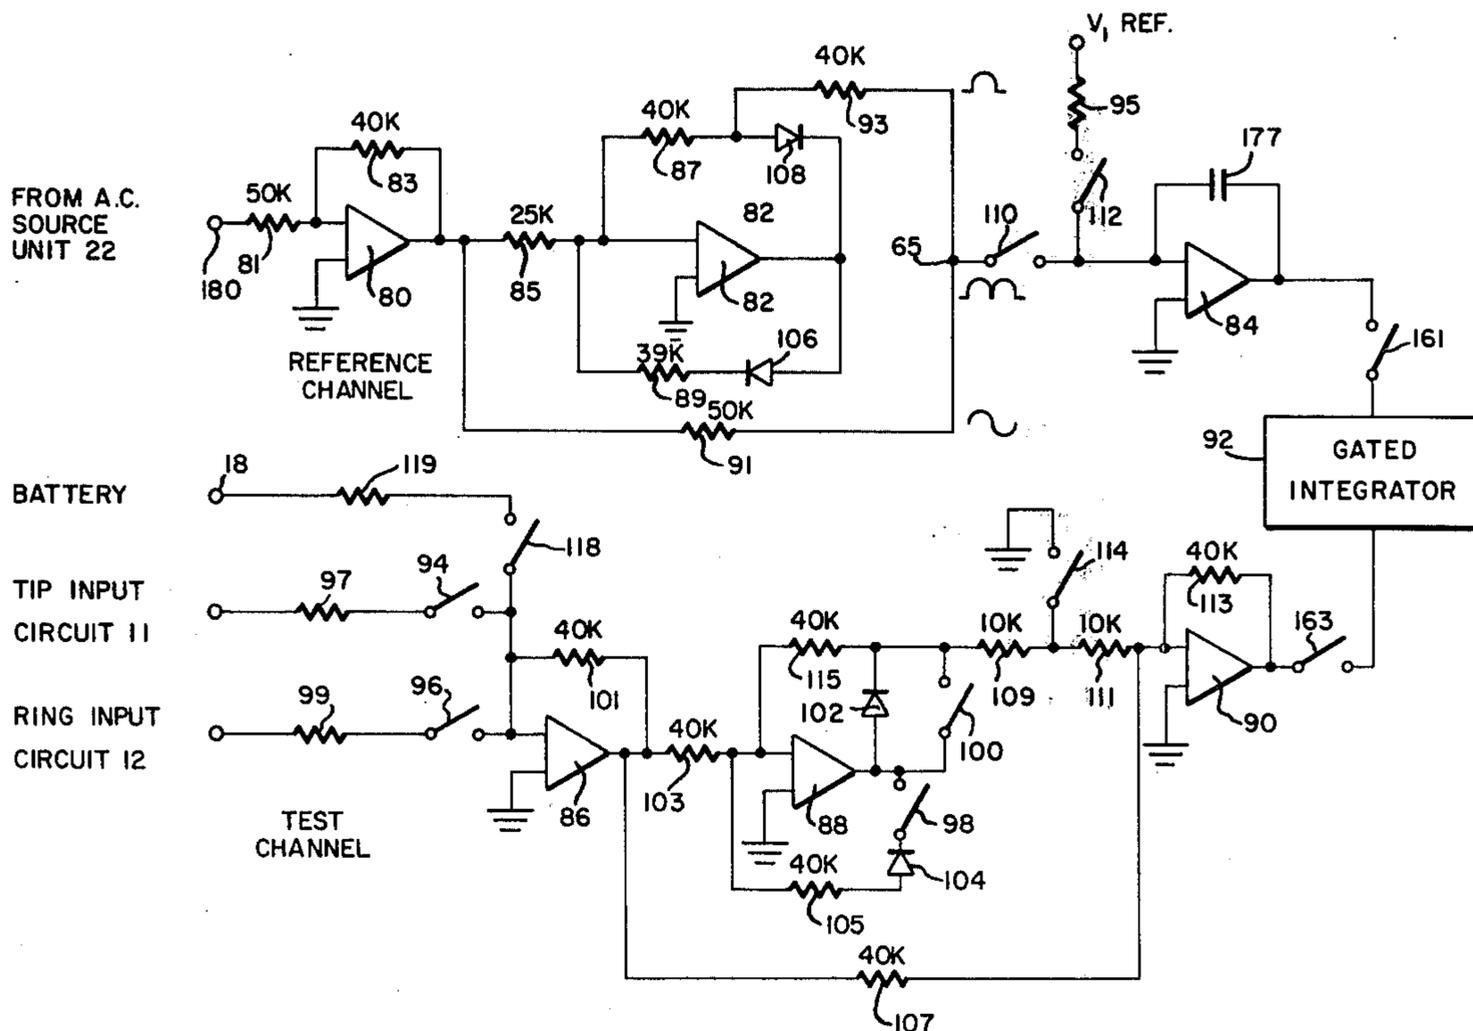 V₁ REF.
40K
93
95
40K
83
40K
87
108
177
FROM A.C.
SOURCE
UNIT 22
50K
81
180
80
25K
85
82
82
65
110
112
84
161
REFERENCE
CHANNEL
39K
89
106
50K
91
92
GATED
INTEGRATOR
BATTERY
18
119
118
TIP INPUT
CIRCUIT 11
97
94
114
40K
113
40K
101
40K
115
10K
109
10K
111
163
RING INPUT
CIRCUIT 12
99
96
102
100
90
86
40K
103
88
98
TEST
CHANNEL
40K
105
104
40K
107